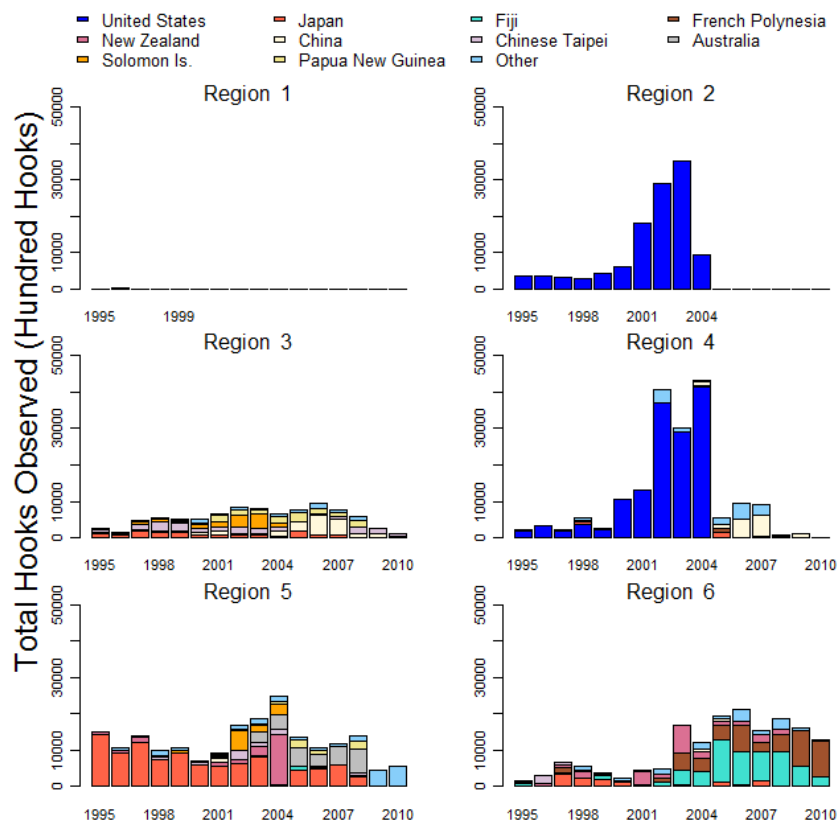 United States Japan Fiji French Polynesia
New Zealand China Chinese Taipei Australia
Solomon Is. Papua New Guinea Other
Total Hooks Observed (Hundred Hooks)
Region 1
50000
30000
10000
0
1995 1999
Region 2
50000
30000
10000
0
1995 1998 2001 2004
Region 3
50000
30000
10000
0
1995 1998 2001 2004 2007 2010
Region 4
50000
30000
10000
0
1995 1998 2001 2004 2007 2010
Region 5
50000
30000
10000
0
1995 1998 2001 2004 2007 2010
Region 6
50000
30000
10000
0
1995 1998 2001 2004 2007 2010